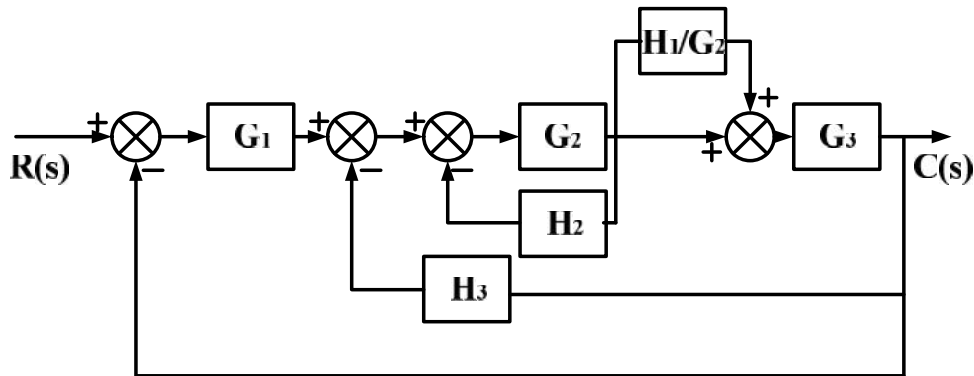 H₁/G₂
+
+
+
+
G₁
G₂
+
G₃
R(s)
−
−
−
C(s)
H₂
H₃